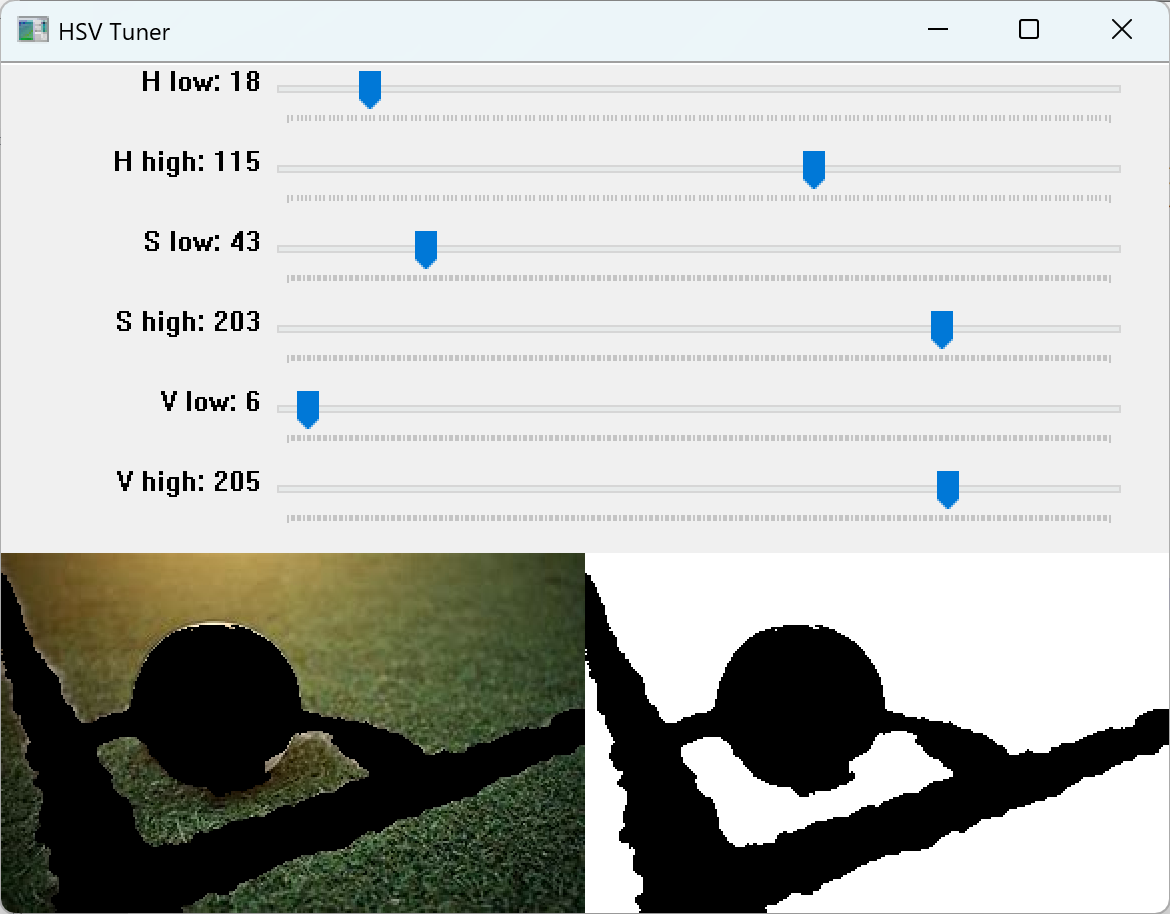 HSV Tuner
H low: 18
H high: 115
S low: 43
S high: 203
V low: 6
V high: 205